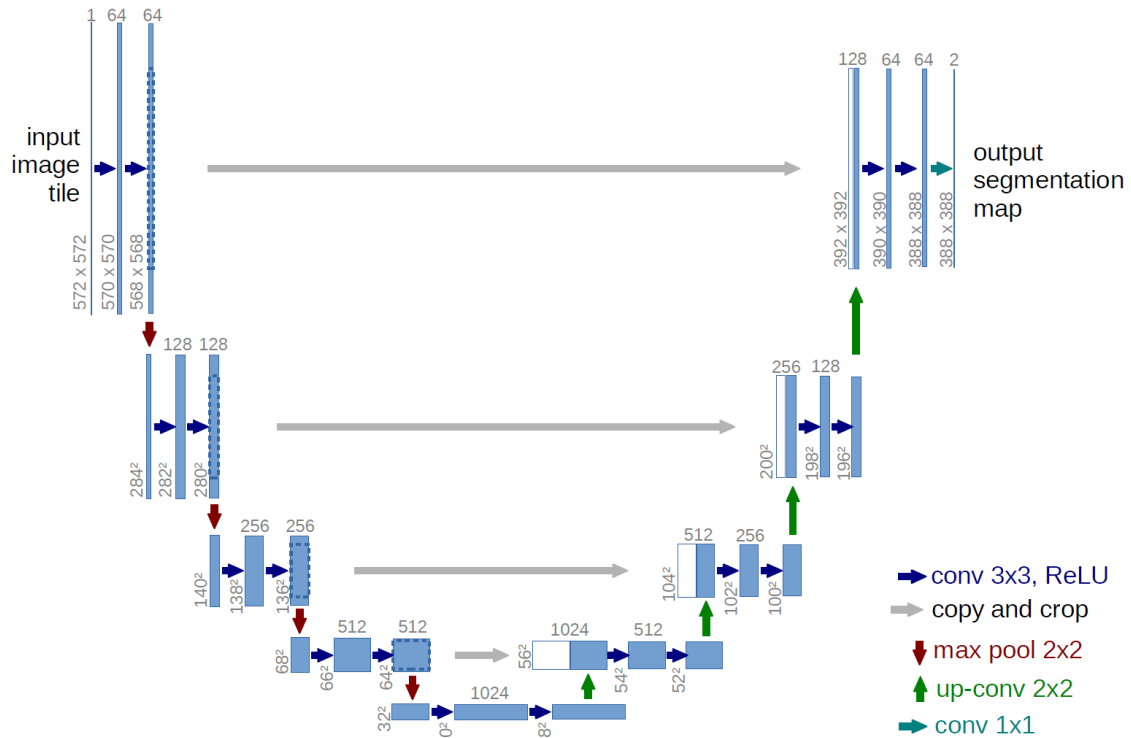 1 64 64
input
image
tile
572 x 572
570 x 570
568 x 568
128 64 64 2
output
segmentation
map
392 x 392
390 x 390
388 x 388
388 x 388
128 128
284²
282²
280²
256 128
200²
198²
196²
256 256
140²
138²
136²
512 256
104²
102²
100²
512 512
68²
66²
64²
1024 512
56²
54²
52²
1024
32²
0²
8²
conv 3x3, ReLU
copy and crop
max pool 2x2
up-conv 2x2
conv 1x1